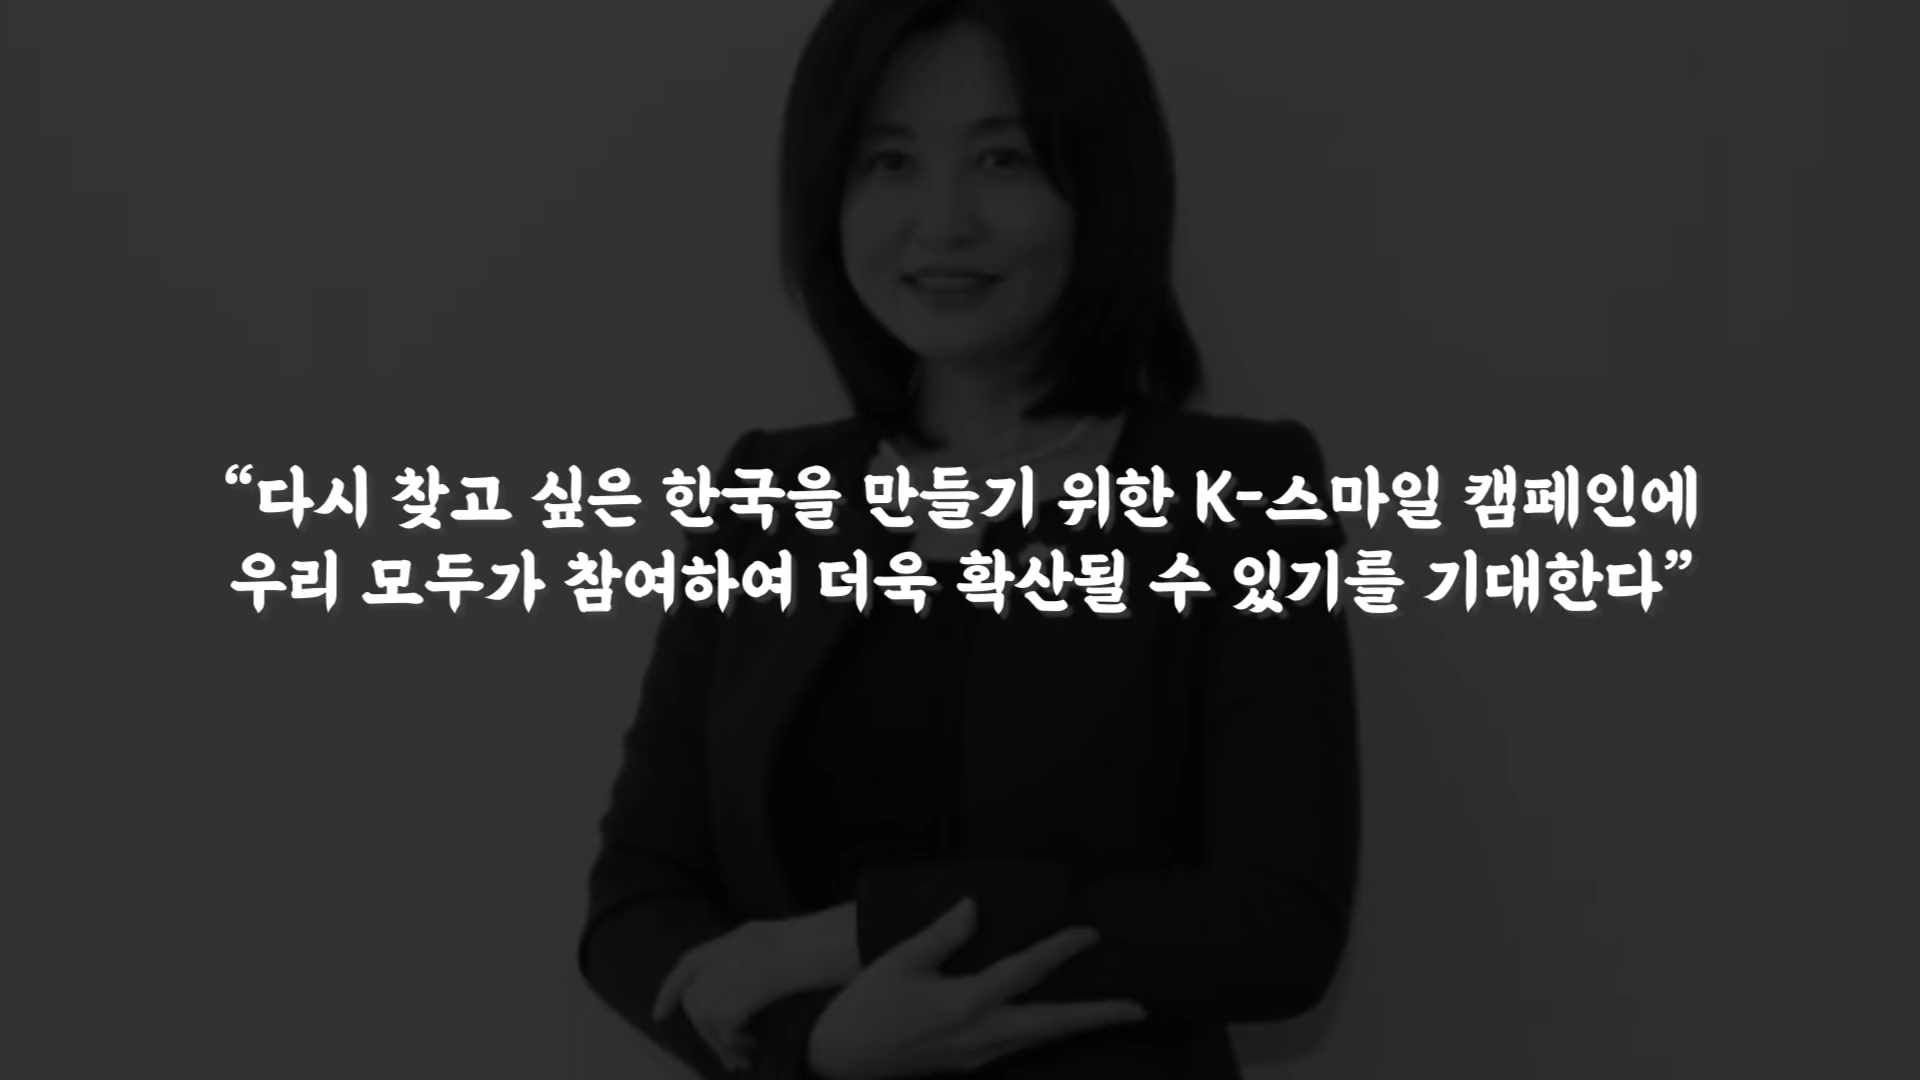 “다시 찾고 싶은 한국을 만들기 위한 K-스마일 캠페인에
우리 모두가 참여하여 더욱 확산될 수 있기를 기대한다”